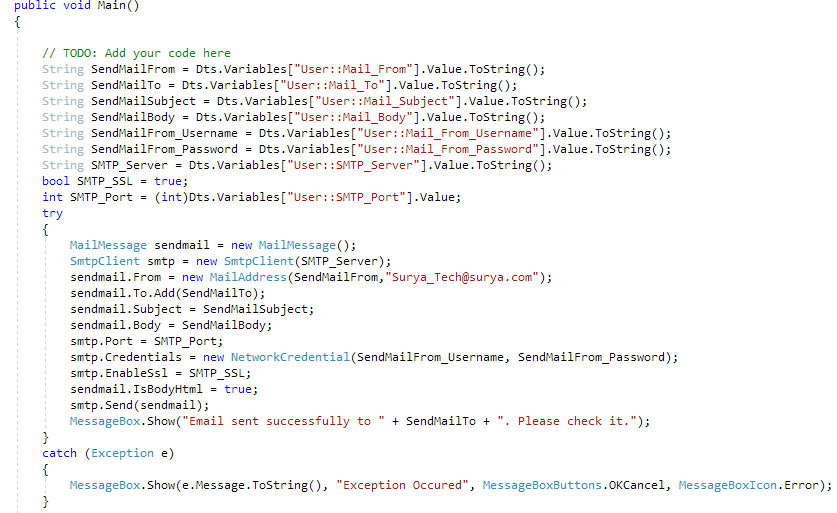 public void Main()
{
// TODO: Add your code here
String SendMailFrom = Dts.Variables["User::Mail_From"].Value.ToString();
String SendMailTo = Dts.Variables["User::Mail_To"].Value.ToString();
String SendMailSubject = Dts.Variables["User::Mail_Subject"].Value.ToString();
String SendMailBody = Dts.Variables["User::Mail_Body"].Value.ToString();
String SendMailFrom_Username = Dts.Variables["User::Mail_From_Username"].Value.ToString();
String SendMailFrom_Password = Dts.Variables["User::Mail_From_Password"].Value.ToString();
String SMTP_Server = Dts.Variables["User::SMTP_Server"].Value.ToString();
bool SMTP_SSL = true;
int SMTP_Port = (int)Dts.Variables["User::SMTP_Port"].Value;
try
{
MailMessage sendmail = new MailMessage();
SmtpClient smtp = new SmtpClient(SMTP_Server);
sendmail.From = new MailAddress(SendMailFrom,"Surya_Tech@surya.com");
sendmail.To.Add(SendMailTo);
sendmail.Subject = SendMailSubject;
sendmail.Body = SendMailBody;
smtp.Port = SMTP_Port;
smtp.Credentials = new NetworkCredential(SendMailFrom_Username, SendMailFrom_Password);
smtp.EnableSsl = SMTP_SSL;
sendmail.IsBodyHtml = true;
smtp.Send(sendmail);
MessageBox.Show("Email sent successfully to " + SendMailTo + ". Please check it.");
}
catch (Exception e)
{
MessageBox.Show(e.Message.ToString(), "Exception Occured", MessageBoxButtons.OKCancel, MessageBoxIcon.Error);
}